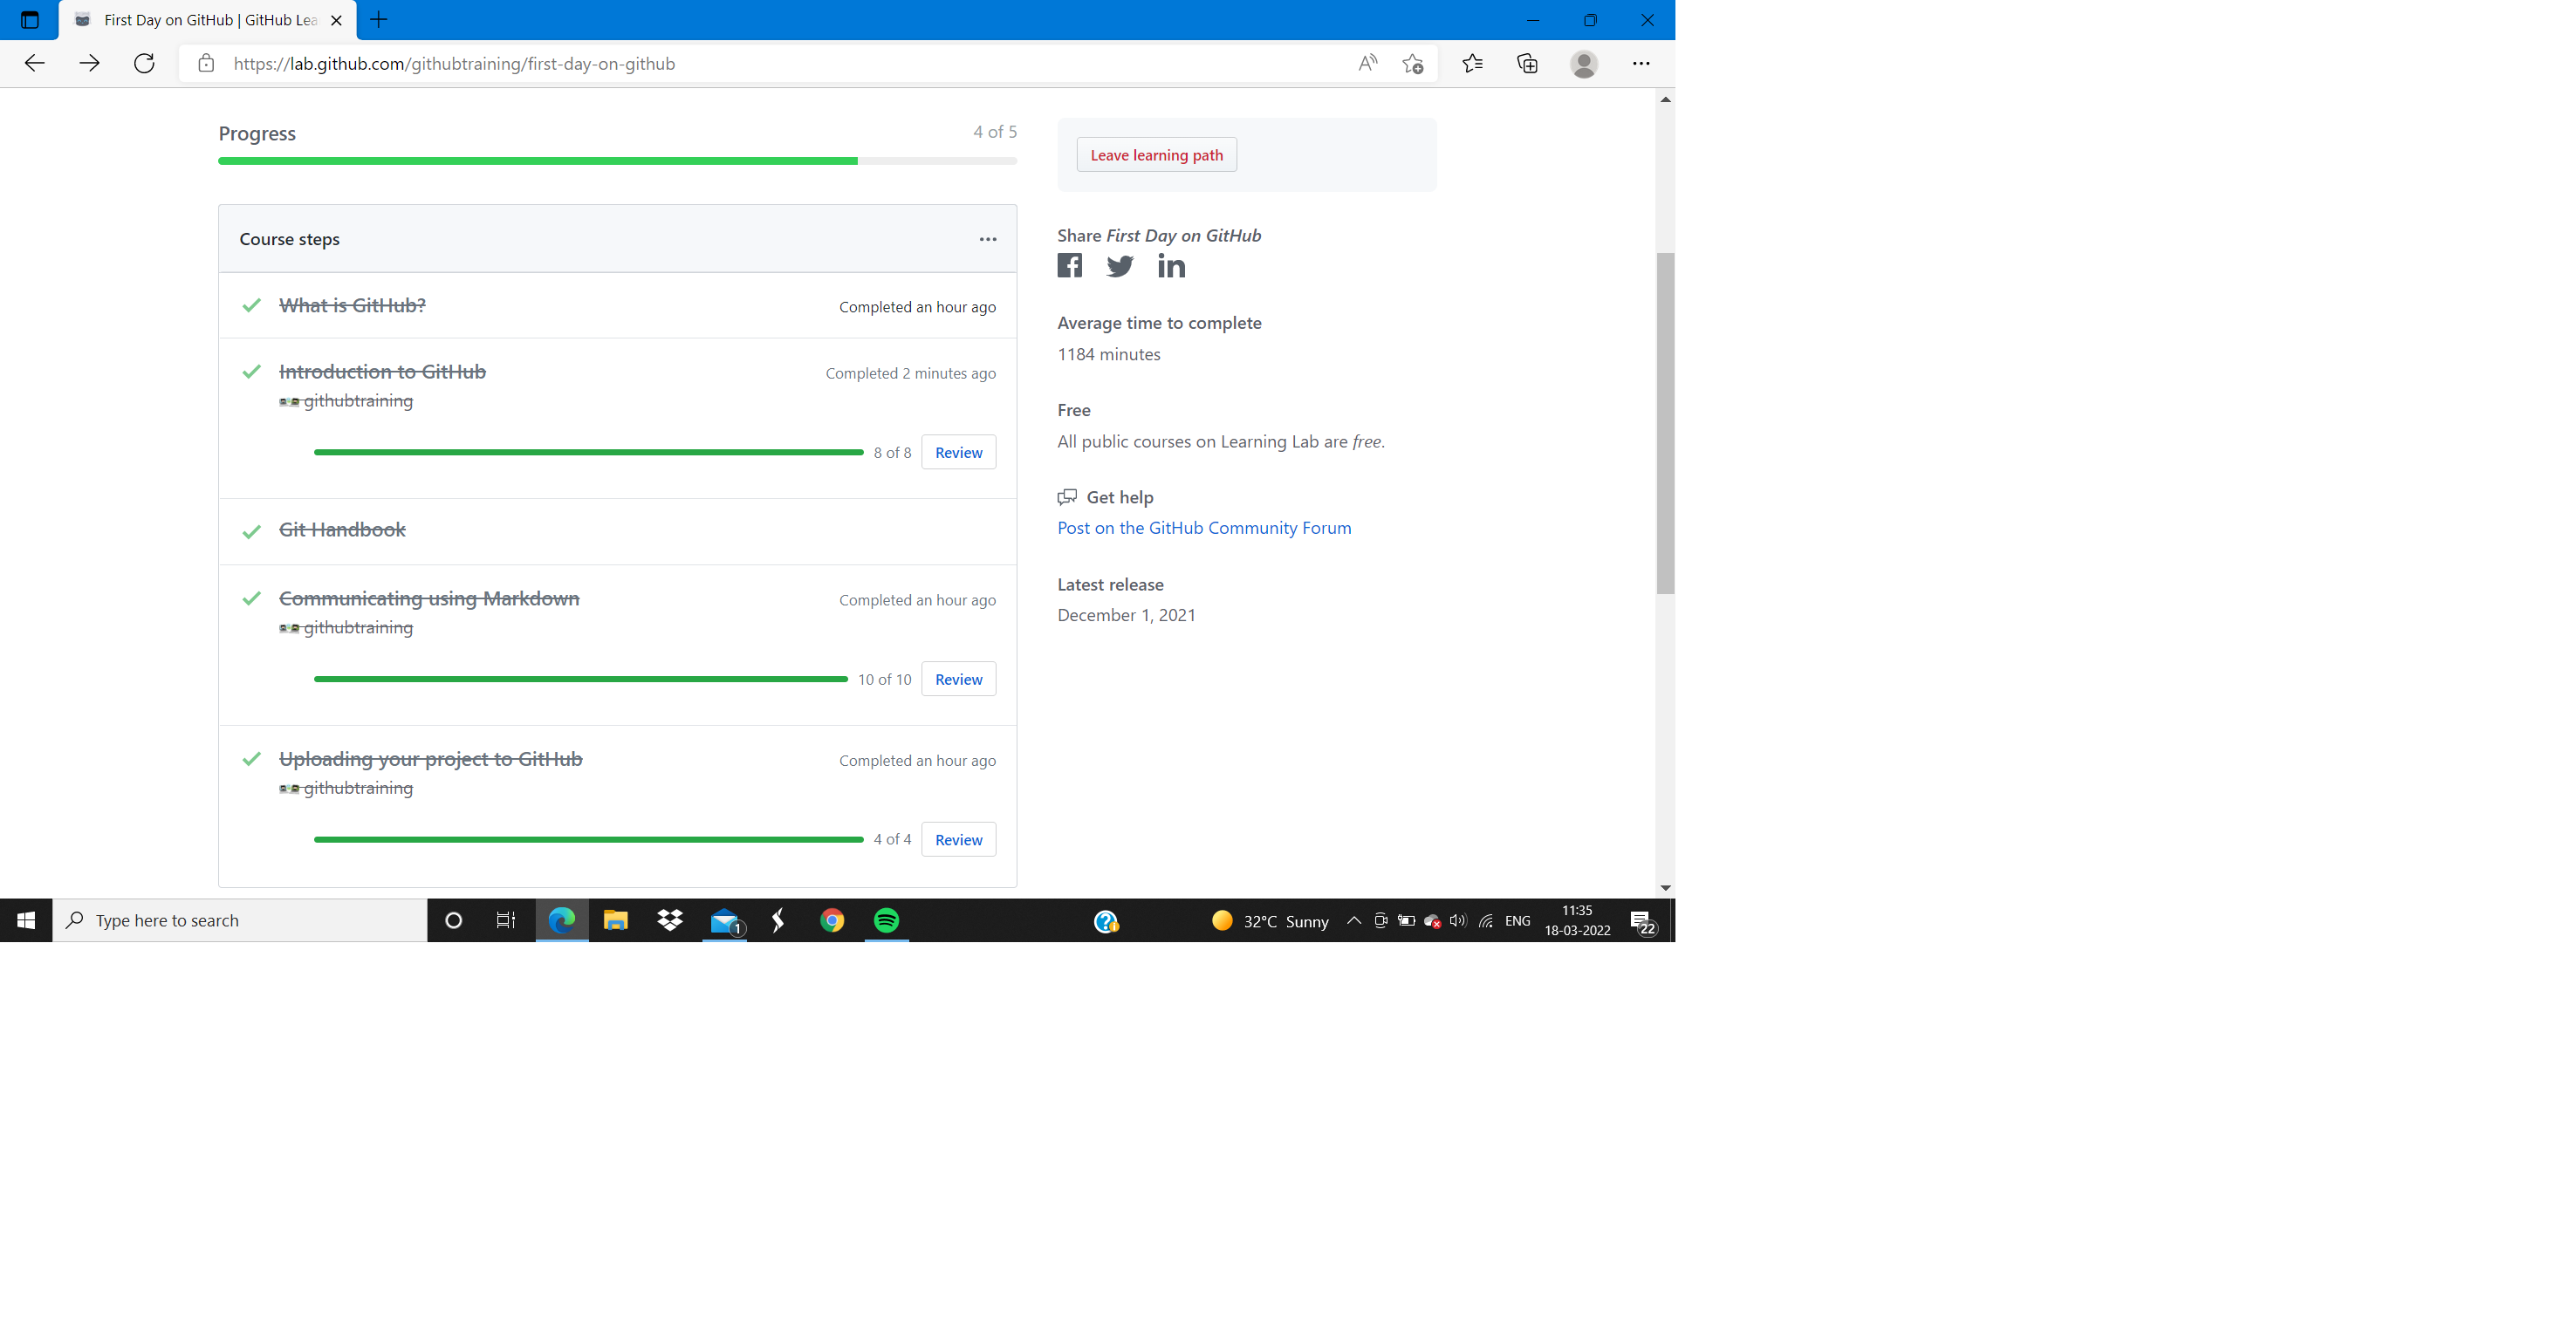 First Day on GitHub | GitHub Lea
https://lab.github.com/githubtraining/first-day-on-github
Progress
4 of 5
Course steps
What is GitHub?
Completed an hour ago
Introduction to GitHub
Completed 2 minutes ago
githubtraining
8 of 8
Review
Git Handbook
Communicating using Markdown
Completed an hour ago
githubtraining
10 of 10
Review
Uploading your project to GitHub
Completed an hour ago
githubtraining
4 of 4
Review
Leave learning path
Share First Day on GitHub
Average time to complete
1184 minutes
Free
All public courses on Learning Lab are free.
Get help
Post on the GitHub Community Forum
Latest release
December 1, 2021
Type here to search
1
32°C Sunny
ENG
11:35
18-03-2022
22